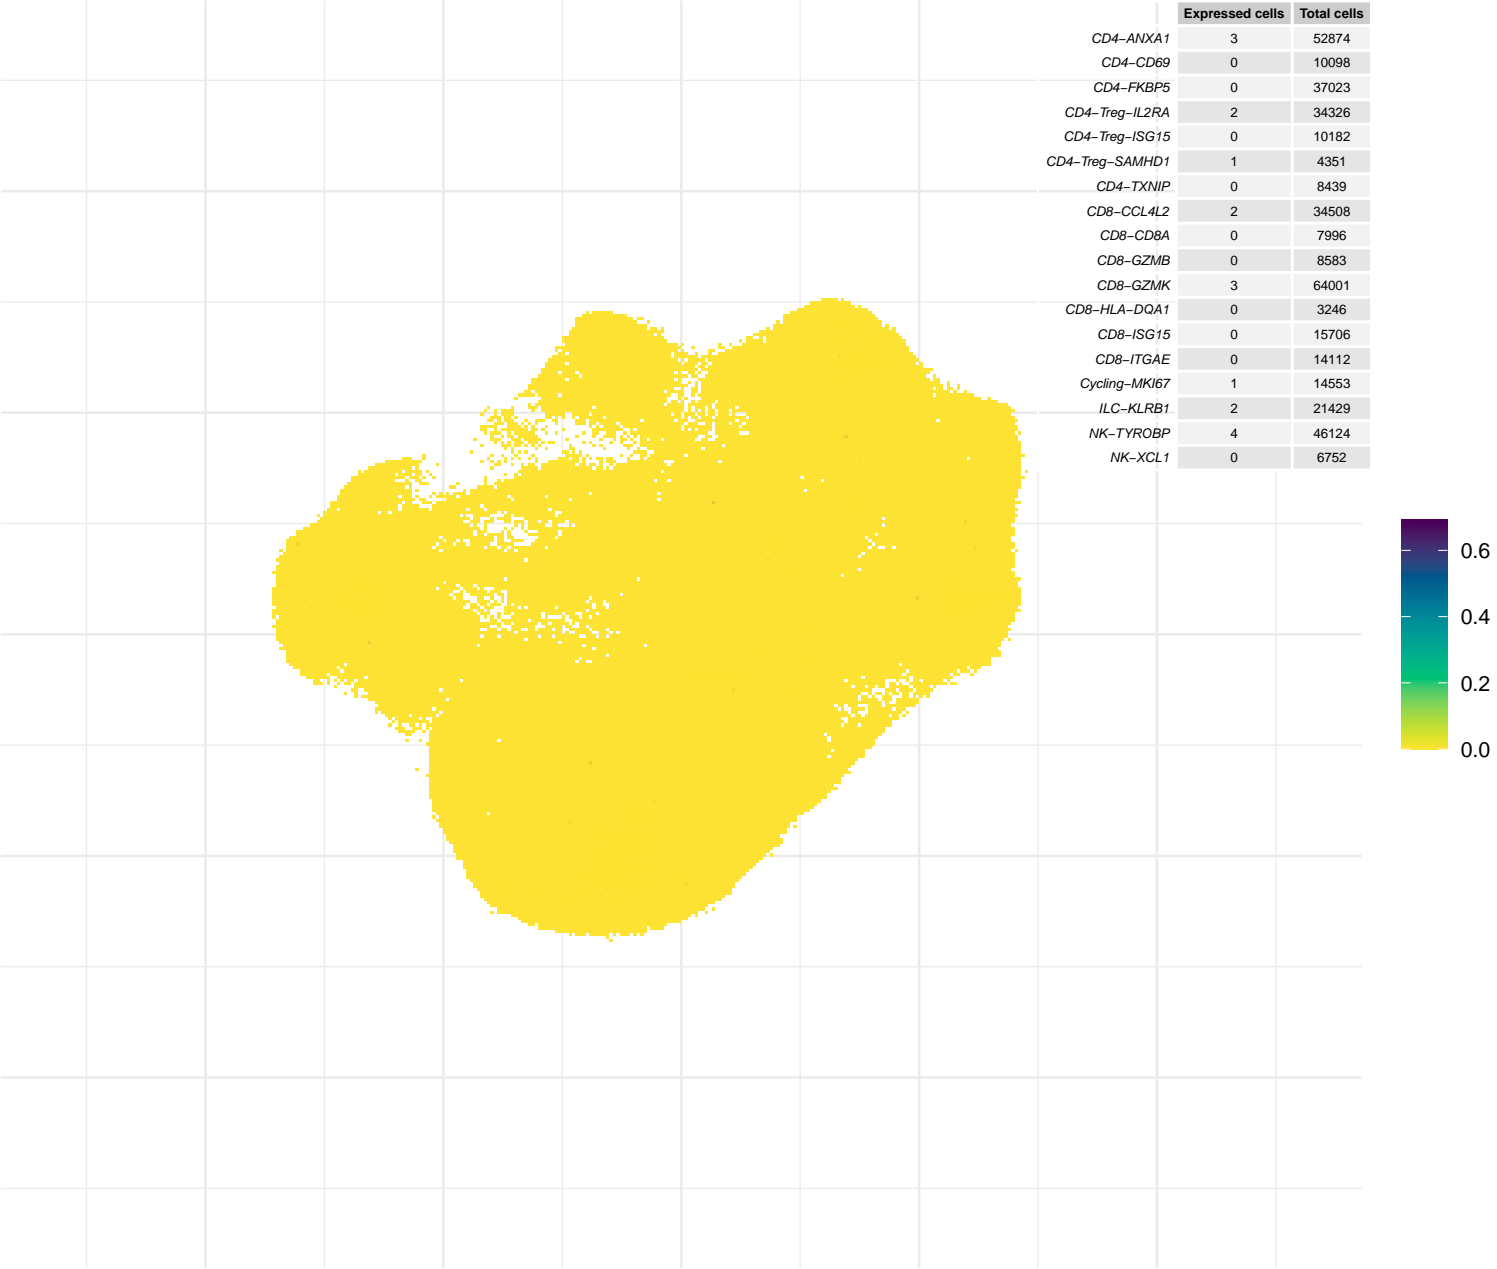 Expressed cells Total cells
CD4−ANXA1 3 52874
CD4−CD69 0 10098
CD4−FKBP5 0 37023
CD4−Treg−IL2RA 2 34326
CD4−Treg−ISG15 0 10182
CD4−Treg−SAMHD1 1 4351
CD4−TXNIP 0 8439
CD8−CCL4L2 2 34508
CD8−CD8A 0 7996
CD8−GZMB 0 8583
CD8−GZMK 3 64001
CD8−HLA−DQA1 0 3246
CD8−ISG15 0 15706
CD8−ITGAE 0 14112
Cycling−MKI67 1 14553
ILC−KLRB1 2 21429
NK−TYROBP 4 46124
NK−XCL1 0 6752
0.6
0.4
0.2
0.0